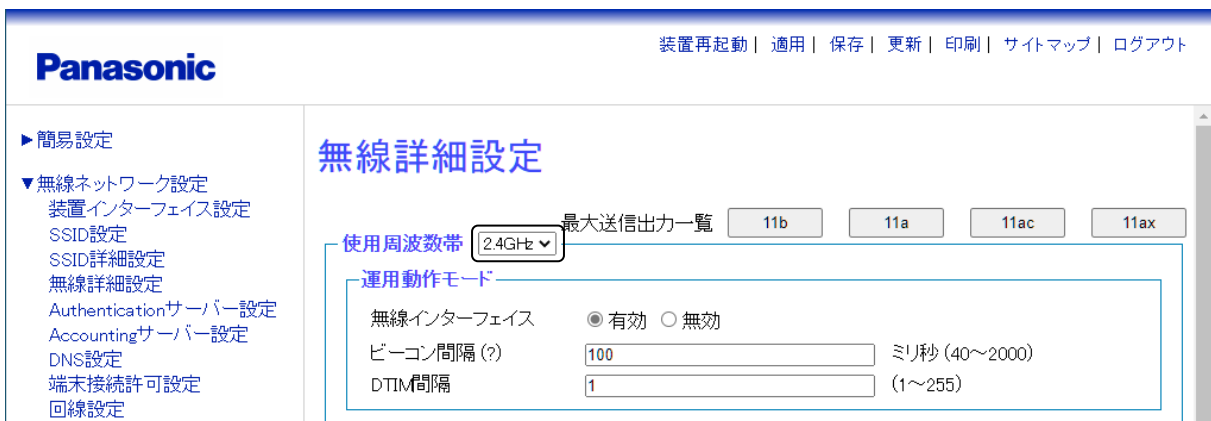 装置再起動| 適用| 保存| 更新| 印刷| サイトマップ| ログアウト
Panasonic
▶簡易設定
▼無線ネットワーク設定
装置インターフェイス設定
SSID設定
SSID詳細設定
無線詳細設定
Authenticationサーバー設定
Accountingサーバー設定
DNS設定
端末接続許可設定
回線設定
無線詳細設定
最大送信出力一覧 11b 11a 11ac 11ax
使用周波数帯 2.4GHz
運用動作モード
無線インターフェイス 有効 無効
ビーコン間隔(?) 100 ミリ秒(40～2000)
DTIM間隔 1 (1～255)